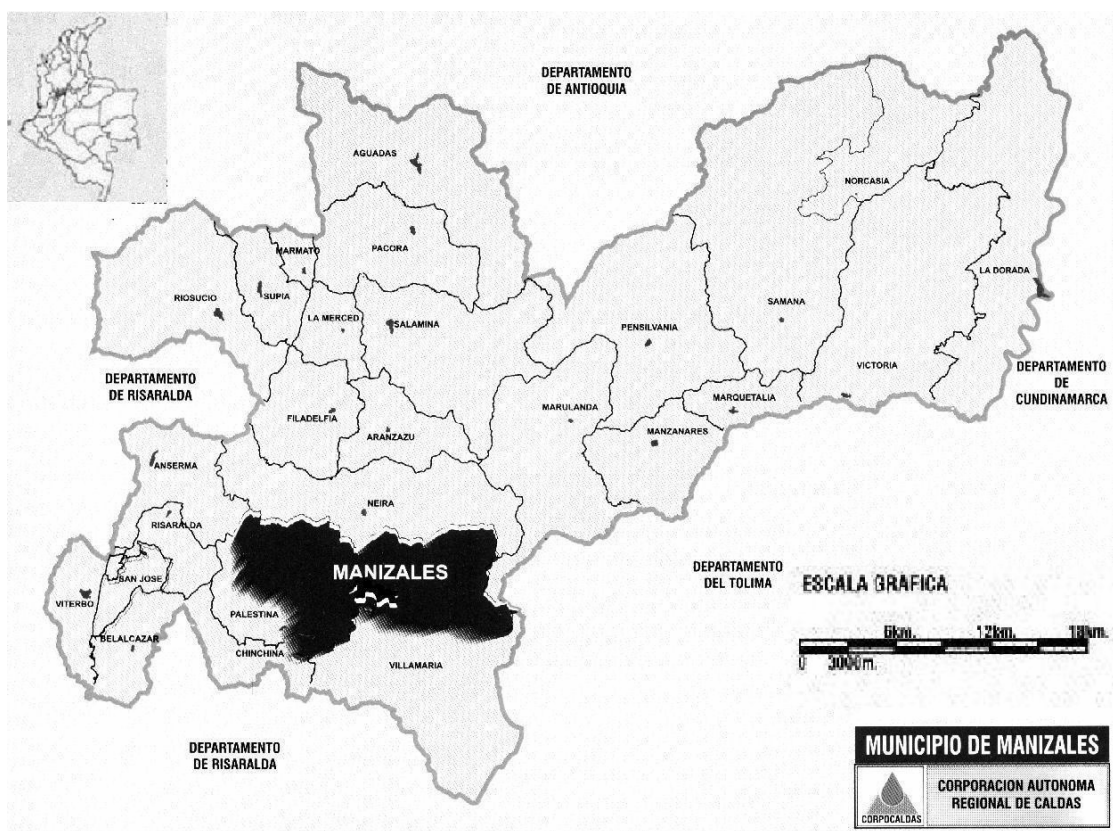 DEPARTAMENTO
DE ANTIOQUIA
AGUADAS
NORCASIA
PACORA
MARMATO
LA DORADA
RIOSUCIO
SUPIA
SAMANA
LA MERCED
SALAMINA
PENSILVANIA
DEPARTAMENTO
DE RISARALDA
VICTORIA
DEPARTAMENTO
DE
CUNDINAMARCA
MARQUETALIA
MARULANDA
FILADELFIA
ARANZAZU
MANZANARES
ANSERMA
NEIRA
RISARALDA
MANIZALES
DEPARTAMENTO
DEL TOLIMA
ESCALA GRAFICA
SAN JOSE
VITERBO
PALESTINA
BELALCAZAR
CHINCHINA
VILLAMARIA
6km. 12km. 18km.
0 3000m.
DEPARTAMENTO
DE RISARALDA
MUNICIPIO DE MANIZALES
CORPORACION AUTONOMA
REGIONAL DE CALDAS
CORPOCALDAS